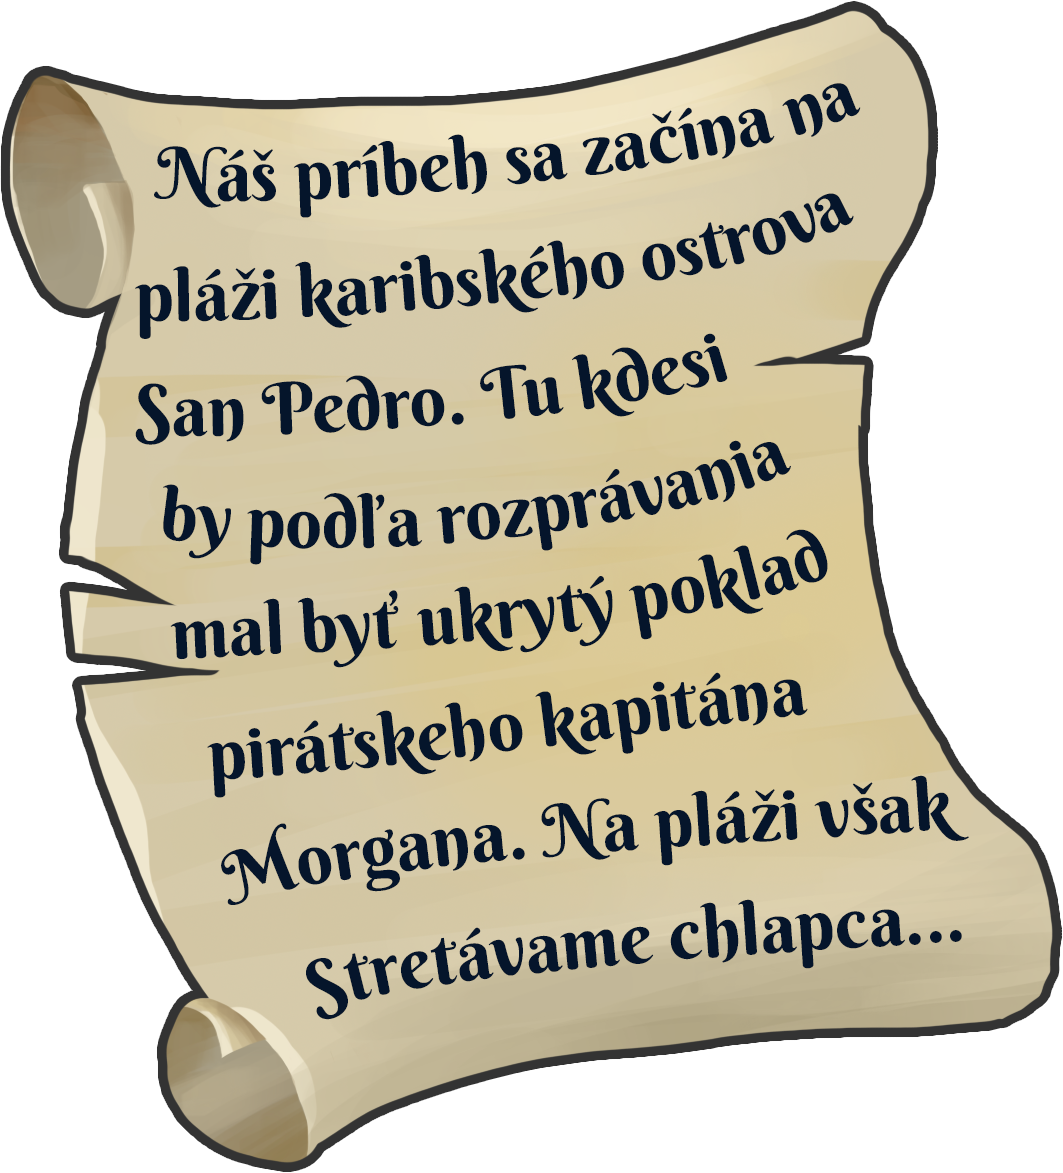 Náš príbeh sa začína na
pláži karibského ostrova
San Pedro. Tu kdesi
by podľa rozprávania
mal byť ukrytý poklad
pirátskeho kapitána
Morgana. Na pláži však
Stretávame chlapca...